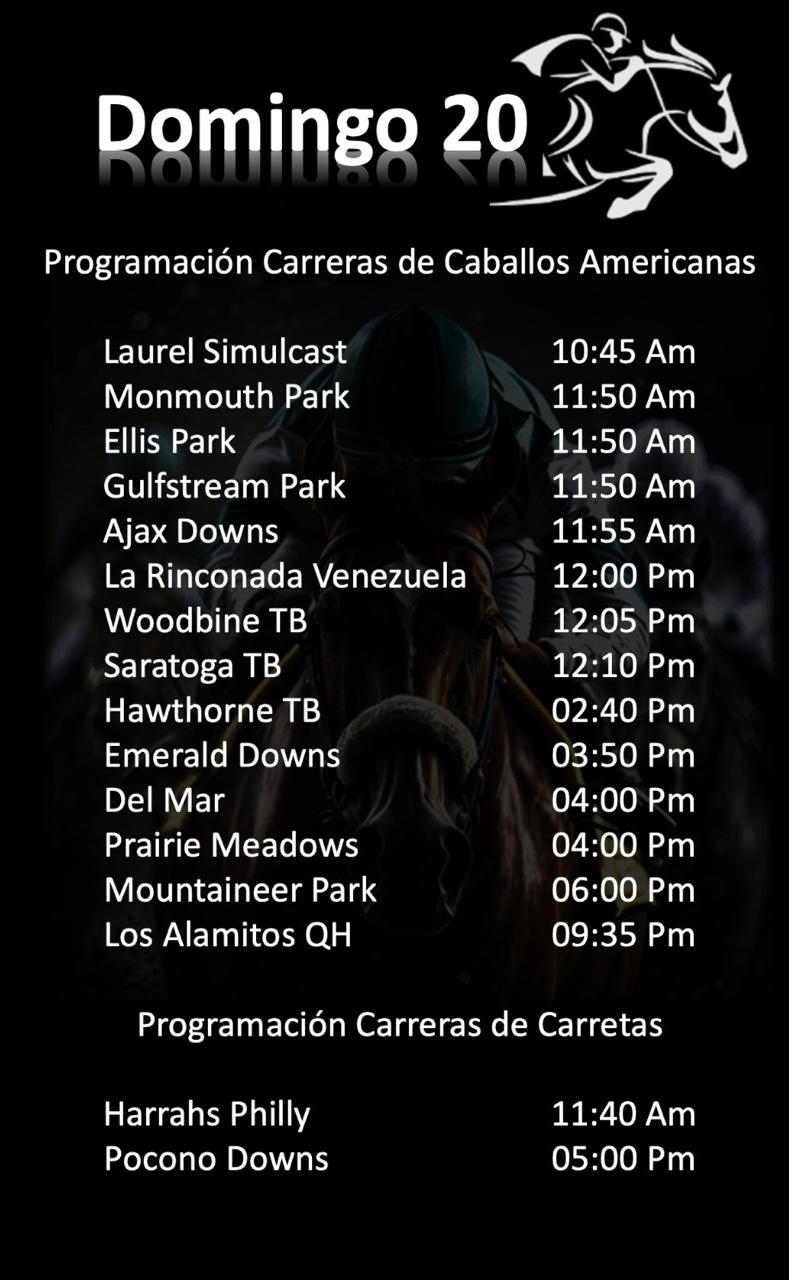 Domingo 20
Programación Carreras de Caballos Americanas
Laurel Simulcast 10:45 Am
Monmouth Park 11:50 Am
Ellis Park 11:50 Am
Gulfstream Park 11:50 Am
Ajax Downs 11:55 Am
La Rinconada Venezuela 12:00 Pm
Woodbine TB 12:05 Pm
Saratoga TB 12:10 Pm
Hawthorne TB 02:40 Pm
Emerald Downs 03:50 Pm
Del Mar 04:00 Pm
Prairie Meadows 04:00 Pm
Mountaineer Park 06:00 Pm
Los Alamitos QH 09:35 Pm
Programación Carreras de Carretas
Harrahs Philly 11:40 Am
Pocono Downs 05:00 Pm